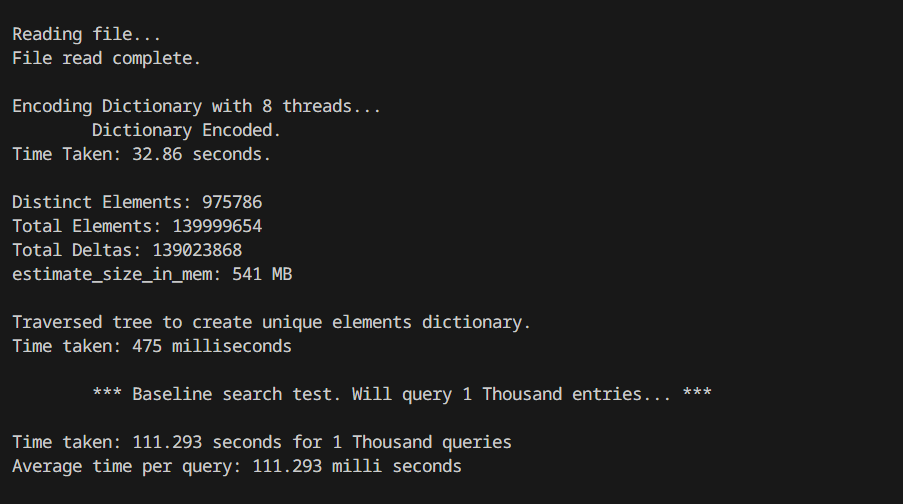 Reading file...
File read complete.
Encoding Dictionary with 8 threads...
Dictionary Encoded.
Time Taken: 32.86 seconds.
Distinct Elements: 975786
Total Elements: 139999654
Total Deltas: 139023868
estimate_size_in_mem: 541 MB
Traversed tree to create unique elements dictionary.
Time taken: 475 milliseconds
*** Baseline search test. Will query 1 Thousand entries... ***
Time taken: 111.293 seconds for 1 Thousand queries
Average time per query: 111.293 milli seconds